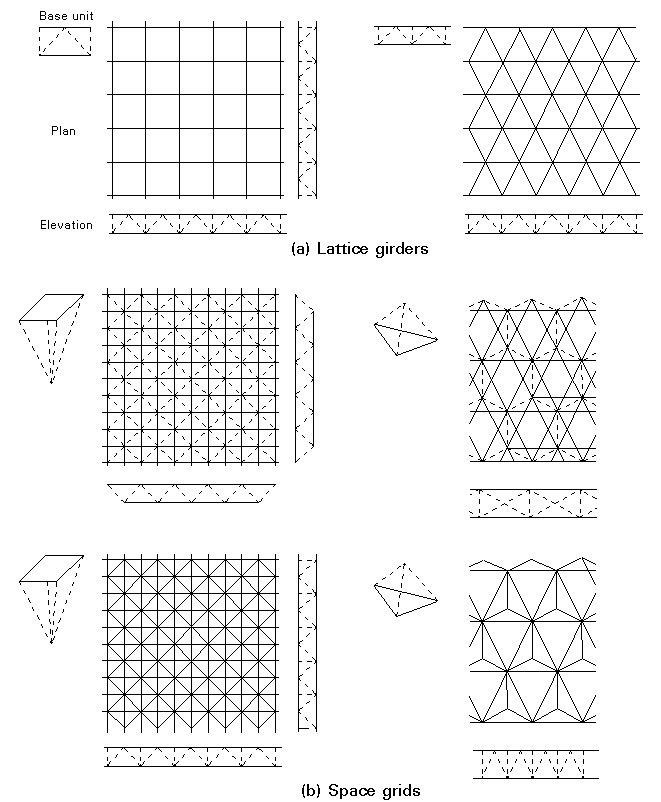 Base unit
Plan
Elevation
(a) Lattice girders
(b) Space grids